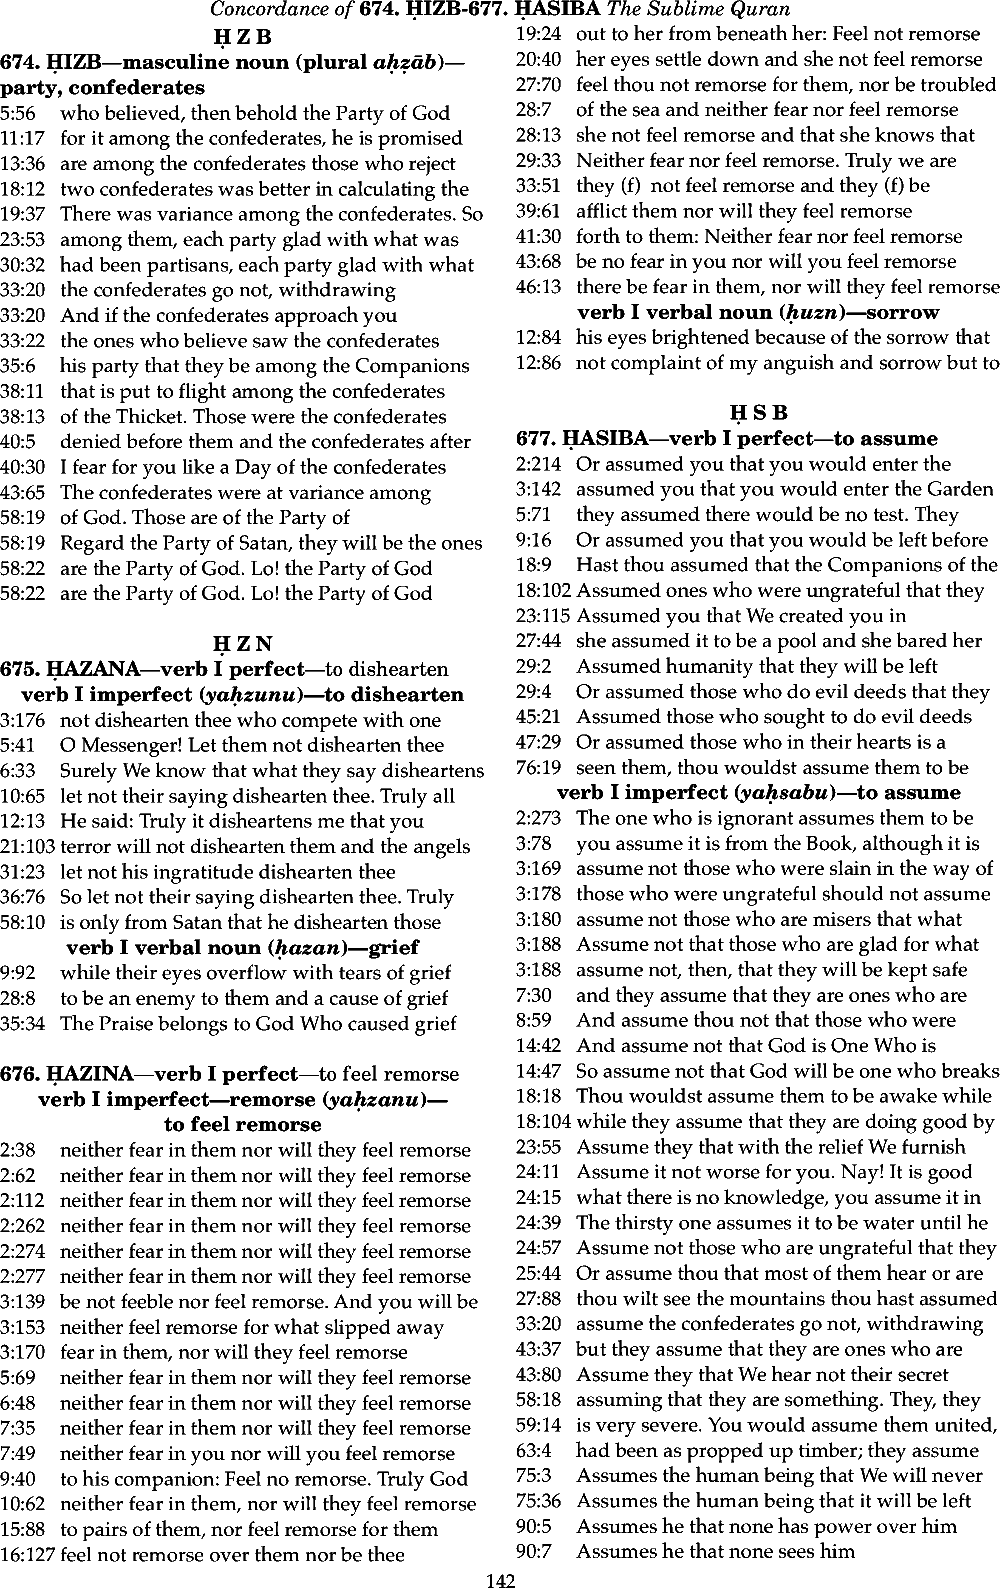 Concordance of 674. ḤIZB-677. ḤASIBA The Sublime Quran
Ḥ Z B
674. ḤIZB—masculine noun (plural aḥẓāb)—
party, confederates
5:56 who believed, then behold the Party of God
11:17 for it among the confederates, he is promised
13:36 are among the confederates those who reject
18:12 two confederates was better in calculating the
19:37 There was variance among the confederates. So
23:53 among them, each party glad with what was
30:32 had been partisans, each party glad with what
33:20 the confederates go not, withdrawing
33:20 And if the confederates approach you
33:22 the ones who believe saw the confederates
35:6 his party that they be among the Companions
38:11 that is put to flight among the confederates
38:13 of the Thicket. Those were the confederates
40:5 denied before them and the confederates after
40:30 I fear for you like a Day of the confederates
43:65 The confederates were at variance among
58:19 of God. Those are of the Party of
58:19 Regard the Party of Satan, they will be the ones
58:22 are the Party of God. Lo! the Party of God
58:22 are the Party of God. Lo! the Party of God
Ḥ Z N
675. ḤAZANA—verb I perfect—to dishearten
verb I imperfect (yaḥzunu)—to dishearten
3:176 not dishearten thee who compete with one
5:41 O Messenger! Let them not dishearten thee
6:33 Surely We know that what they say disheartens
10:65 let not their saying dishearten thee. Truly all
12:13 He said: Truly it disheartens me that you
21:103 terror will not dishearten them and the angels
31:23 let not his ingratitude dishearten thee
36:76 So let not their saying dishearten thee. Truly
58:10 is only from Satan that he dishearten those
verb I verbal noun (ḥazan)—grief
9:92 while their eyes overflow with tears of grief
28:8 to be an enemy to them and a cause of grief
35:34 The Praise belongs to God Who caused grief
676. ḤAZINA—verb I perfect—to feel remorse
verb I imperfect—remorse (yaḥzanu)—
to feel remorse
2:38 neither fear in them nor will they feel remorse
2:62 neither fear in them nor will they feel remorse
2:112 neither fear in them nor will they feel remorse
2:262 neither fear in them nor will they feel remorse
2:274 neither fear in them nor will they feel remorse
2:277 neither fear in them nor will they feel remorse
3:139 be not feeble nor feel remorse. And you will be
3:153 neither feel remorse for what slipped away
3:170 fear in them, nor will they feel remorse
5:69 neither fear in them nor will they feel remorse
6:48 neither fear in them nor will they feel remorse
7:35 neither fear in them nor will they feel remorse
7:49 neither fear in you nor will you feel remorse
9:40 to his companion: Feel no remorse. Truly God
10:62 neither fear in them, nor will they feel remorse
15:88 to pairs of them, nor feel remorse for them
16:127 feel not remorse over them nor be thee
19:24 out to her from beneath her: Feel not remorse
20:40 her eyes settle down and she not feel remorse
27:70 feel thou not remorse for them, nor be troubled
28:7 of the sea and neither fear nor feel remorse
28:13 she not feel remorse and that she knows that
29:33 Neither fear nor feel remorse. Truly we are
33:51 they (f) not feel remorse and they (f) be
39:61 afflict them nor will they feel remorse
41:30 forth to them: Neither fear nor feel remorse
43:68 be no fear in you nor will you feel remorse
46:13 there be fear in them, nor will they feel remorse
verb I verbal noun (ḥuzn)—sorrow
12:84 his eyes brightened because of the sorrow that
12:86 not complaint of my anguish and sorrow but to
Ḥ S B
677. ḤASIBA—verb I perfect—to assume
2:214 Or assumed you that you would enter the
3:142 assumed you that you would enter the Garden
5:71 they assumed there would be no test. They
9:16 Or assumed you that you would be left before
18:9 Hast thou assumed that the Companions of the
18:102 Assumed ones who were ungrateful that they
23:115 Assumed you that We created you in
27:44 she assumed it to be a pool and she bared her
29:2 Assumed humanity that they will be left
29:4 Or assumed those who do evil deeds that they
45:21 Assumed those who sought to do evil deeds
47:29 Or assumed those who in their hearts is a
76:19 seen them, thou wouldst assume them to be
verb I imperfect (yaḥsabu)—to assume
2:273 The one who is ignorant assumes them to be
3:78 you assume it is from the Book, although it is
3:169 assume not those who were slain in the way of
3:178 those who were ungrateful should not assume
3:180 assume not those who are misers that what
3:188 Assume not that those who are glad for what
3:188 assume not, then, that they will be kept safe
7:30 and they assume that they are ones who are
8:59 And assume thou not that those who were
14:42 And assume not that God is One Who is
14:47 So assume not that God will be one who breaks
18:18 Thou wouldst assume them to be awake while
18:104 while they assume that they are doing good by
23:55 Assume they that with the relief We furnish
24:11 Assume it not worse for you. Nay! It is good
24:15 what there is no knowledge, you assume it in
24:39 The thirsty one assumes it to be water until he
24:57 Assume not those who are ungrateful that they
25:44 Or assume thou that most of them hear or are
27:88 thou wilt see the mountains thou hast assumed
33:20 assume the confederates go not, withdrawing
43:37 but they assume that they are ones who are
43:80 Assume they that We hear not their secret
58:18 assuming that they are something. They, they
59:14 is very severe. You would assume them united,
63:4 had been as propped up timber; they assume
75:3 Assumes the human being that We will never
75:36 Assumes the human being that it will be left
90:5 Assumes he that none has power over him
90:7 Assumes he that none sees him
142